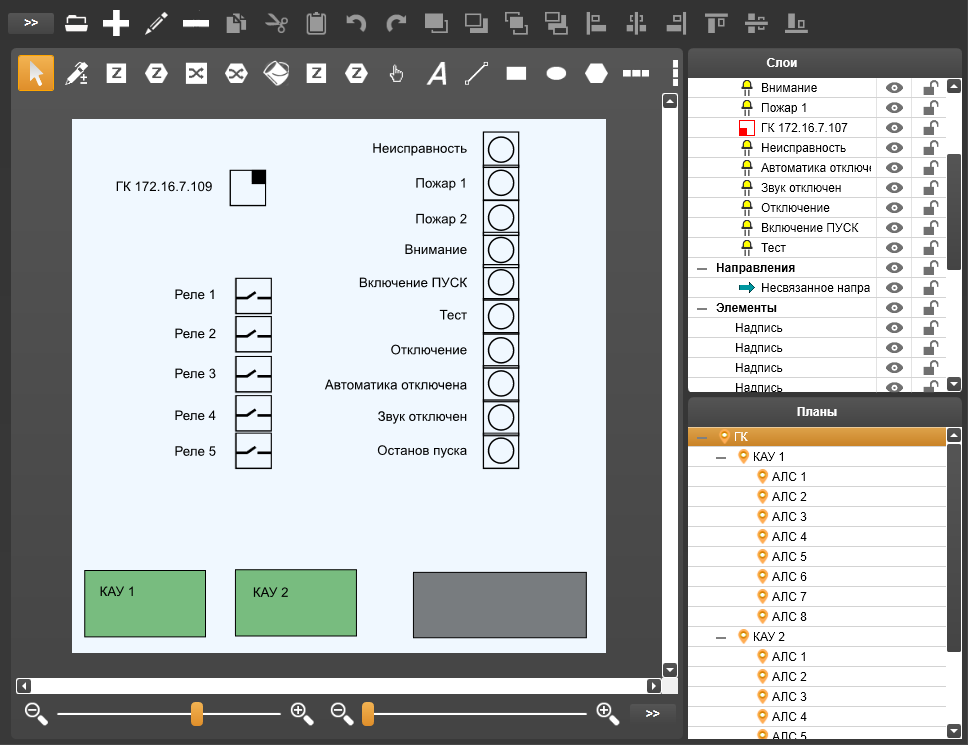 >>
Z
Z
Z
Z
A
Неисправность
ГК 172.16.7.109
Пожар 1
Пожар 2
Внимание
Включение ПУСК
Реле 1
Тест
Реле 2
Отключение
Реле 3
Автоматика отключена
Реле 4
Звук отключен
Реле 5
Останов пуска
КАУ 1
КАУ 2
>>
Слои
Внимание
Пожар 1
ГК 172.16.7.107
Неисправность
Автоматика отключе
Звук отключен
Отключение
Включение ПУСК
Тест
Направления
Несвязанное напра
Элементы
Надпись
Надпись
Надпись
Надпись
Планы
ГК
КАУ 1
АЛС 1
АЛС 2
АЛС 3
АЛС 4
АЛС 5
АЛС 6
АЛС 7
АЛС 8
КАУ 2
АЛС 1
АЛС 2
АЛС 3
АЛС 4
АЛС 5